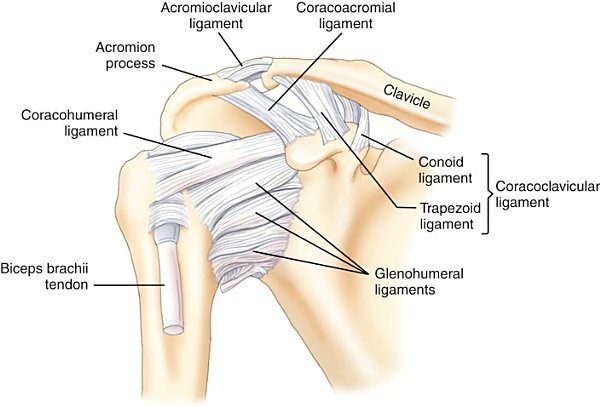 Acromioclavicular
ligament
Coracoacromial
ligament
Acromion
process
Clavicle
Coracohumeral
ligament
Conoid
ligament
Trapezoid
ligament
Coracoclavicular
ligament
Biceps brachii
tendon
Glenohumeral
ligaments